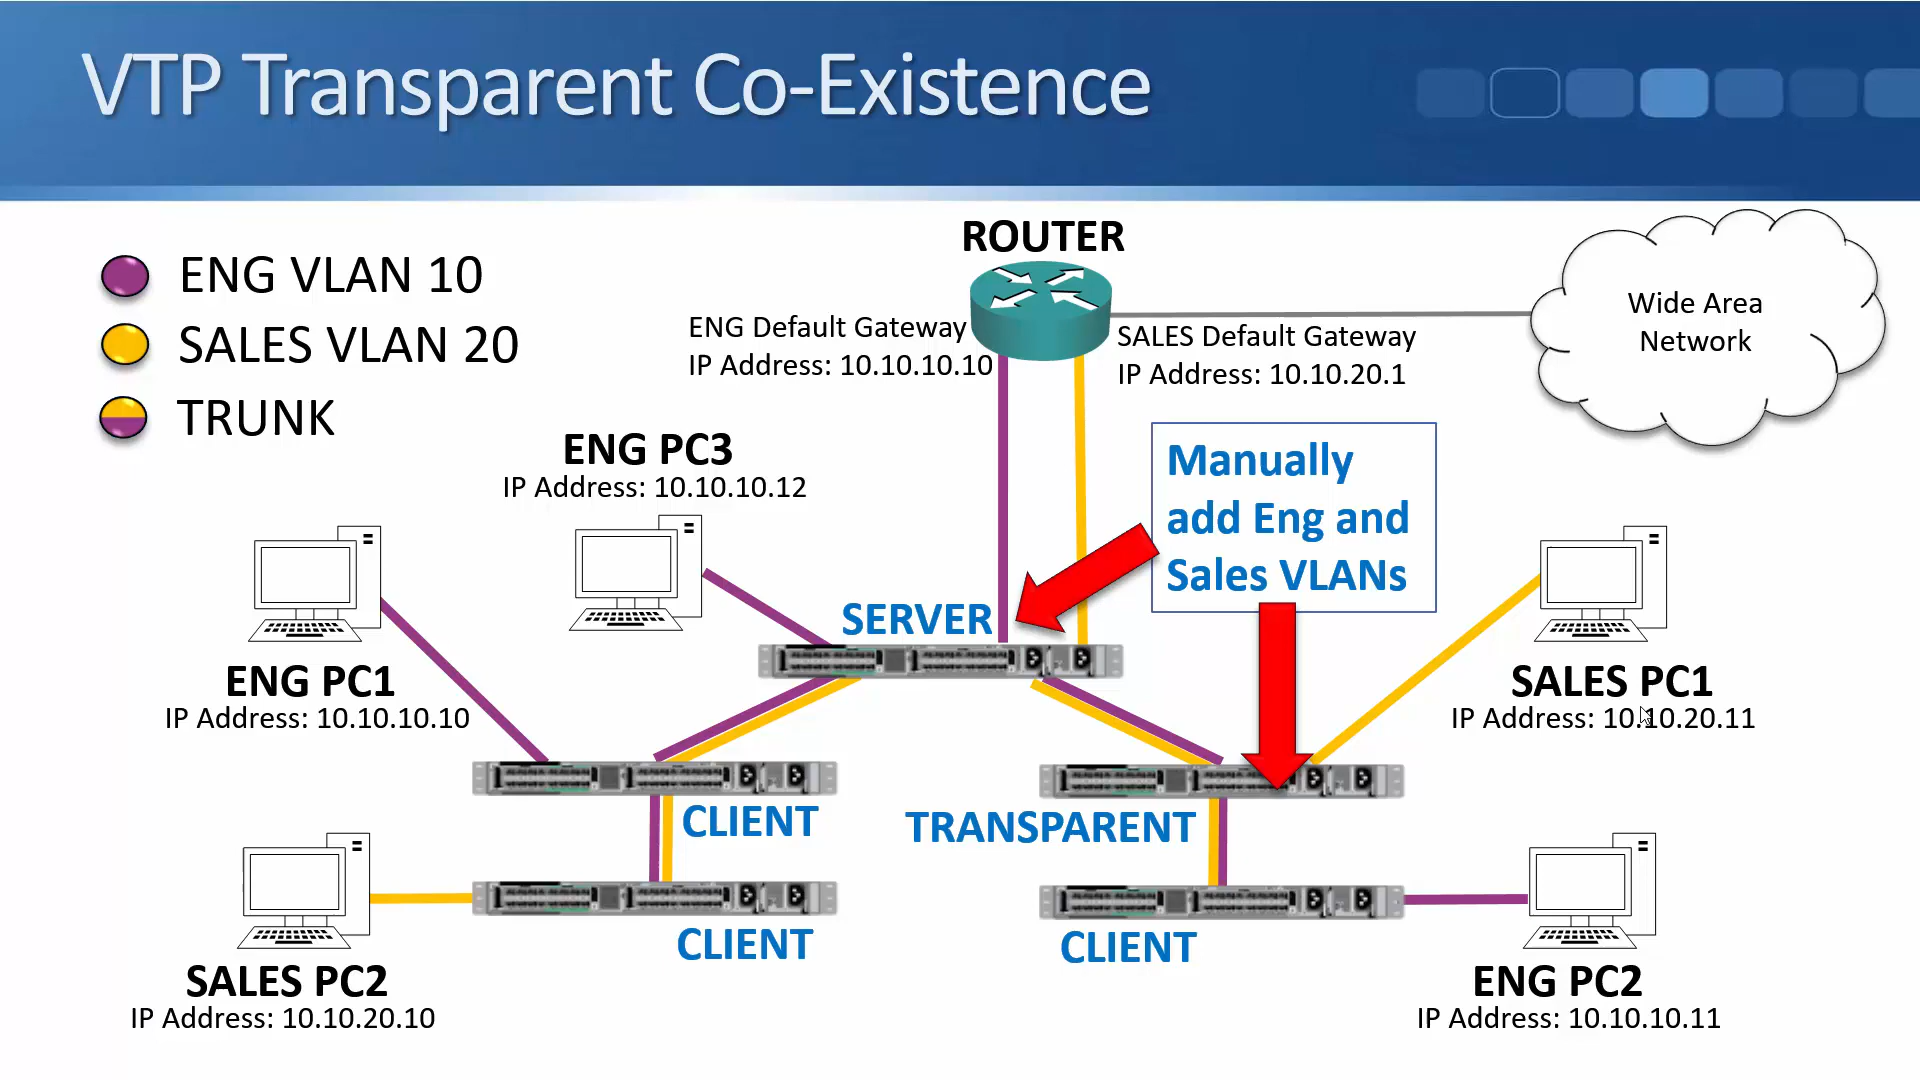 VTP Transparent Co-Existence
ENG VLAN 10
SALES VLAN 20
TRUNK
ROUTER
ENG Default Gateway
IP Address: 10.10.10.10
SALES Default Gateway
IP Address: 10.10.20.1
Wide Area
Network
ENG PC3
IP Address: 10.10.10.12
Manually
add Eng and
Sales VLANs
SERVER
ENG PC1
IP Address: 10.10.10.10
SALES PC1
IP Address: 10.10.20.11
CLIENT
TRANSPARENT
CLIENT
CLIENT
SALES PC2
IP Address: 10.10.20.10
ENG PC2
IP Address: 10.10.10.11